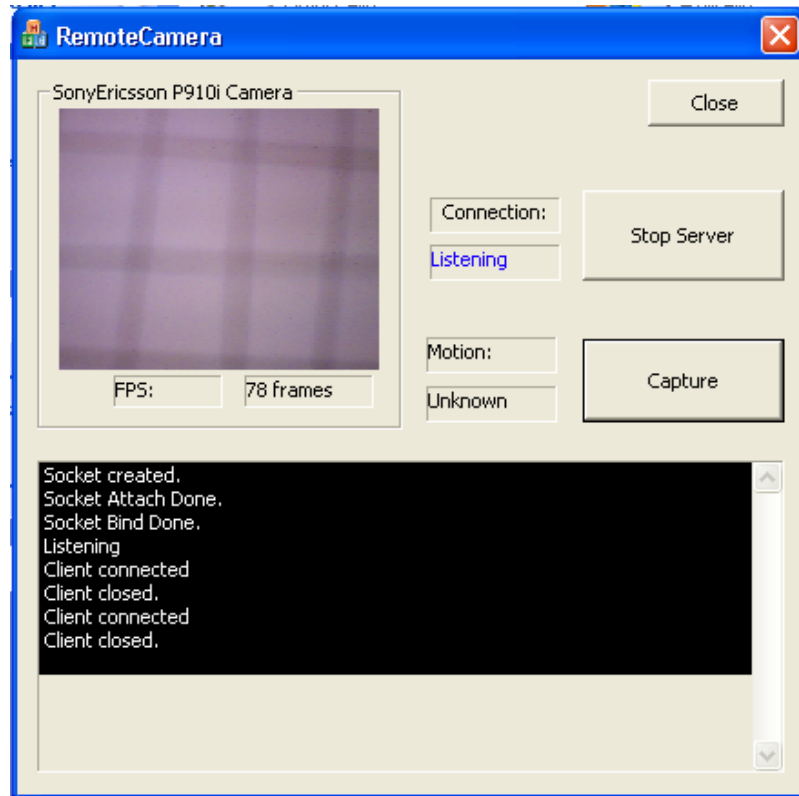 RemoteCamera
SonyEricsson P910i Camera
Close
Connection:
Stop Server
Listening
Motion:
Capture
FPS:
78 frames
Unknown
Socket created.
Socket Attach Done.
Socket Bind Done.
Listening
Client connected
Client closed.
Client connected
Client closed.